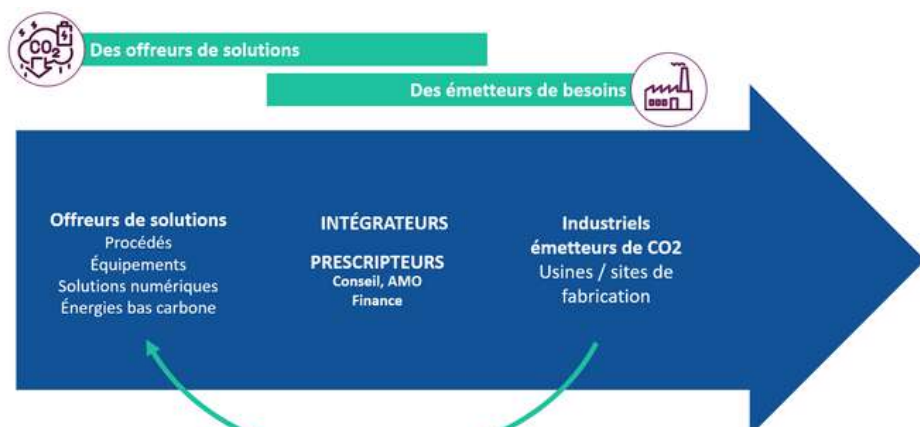 CO2
Des offreurs de solutions
Des émetteurs de besoins
Offreurs de solutions
Procédés
Équipements
Solutions numériques
Énergies bas carbone
INTÉGRATEURS
PRESCRIPTEURS
Conseil, AMO
Finance
Industriels
émetteurs de CO2
Usines / sites de
fabrication